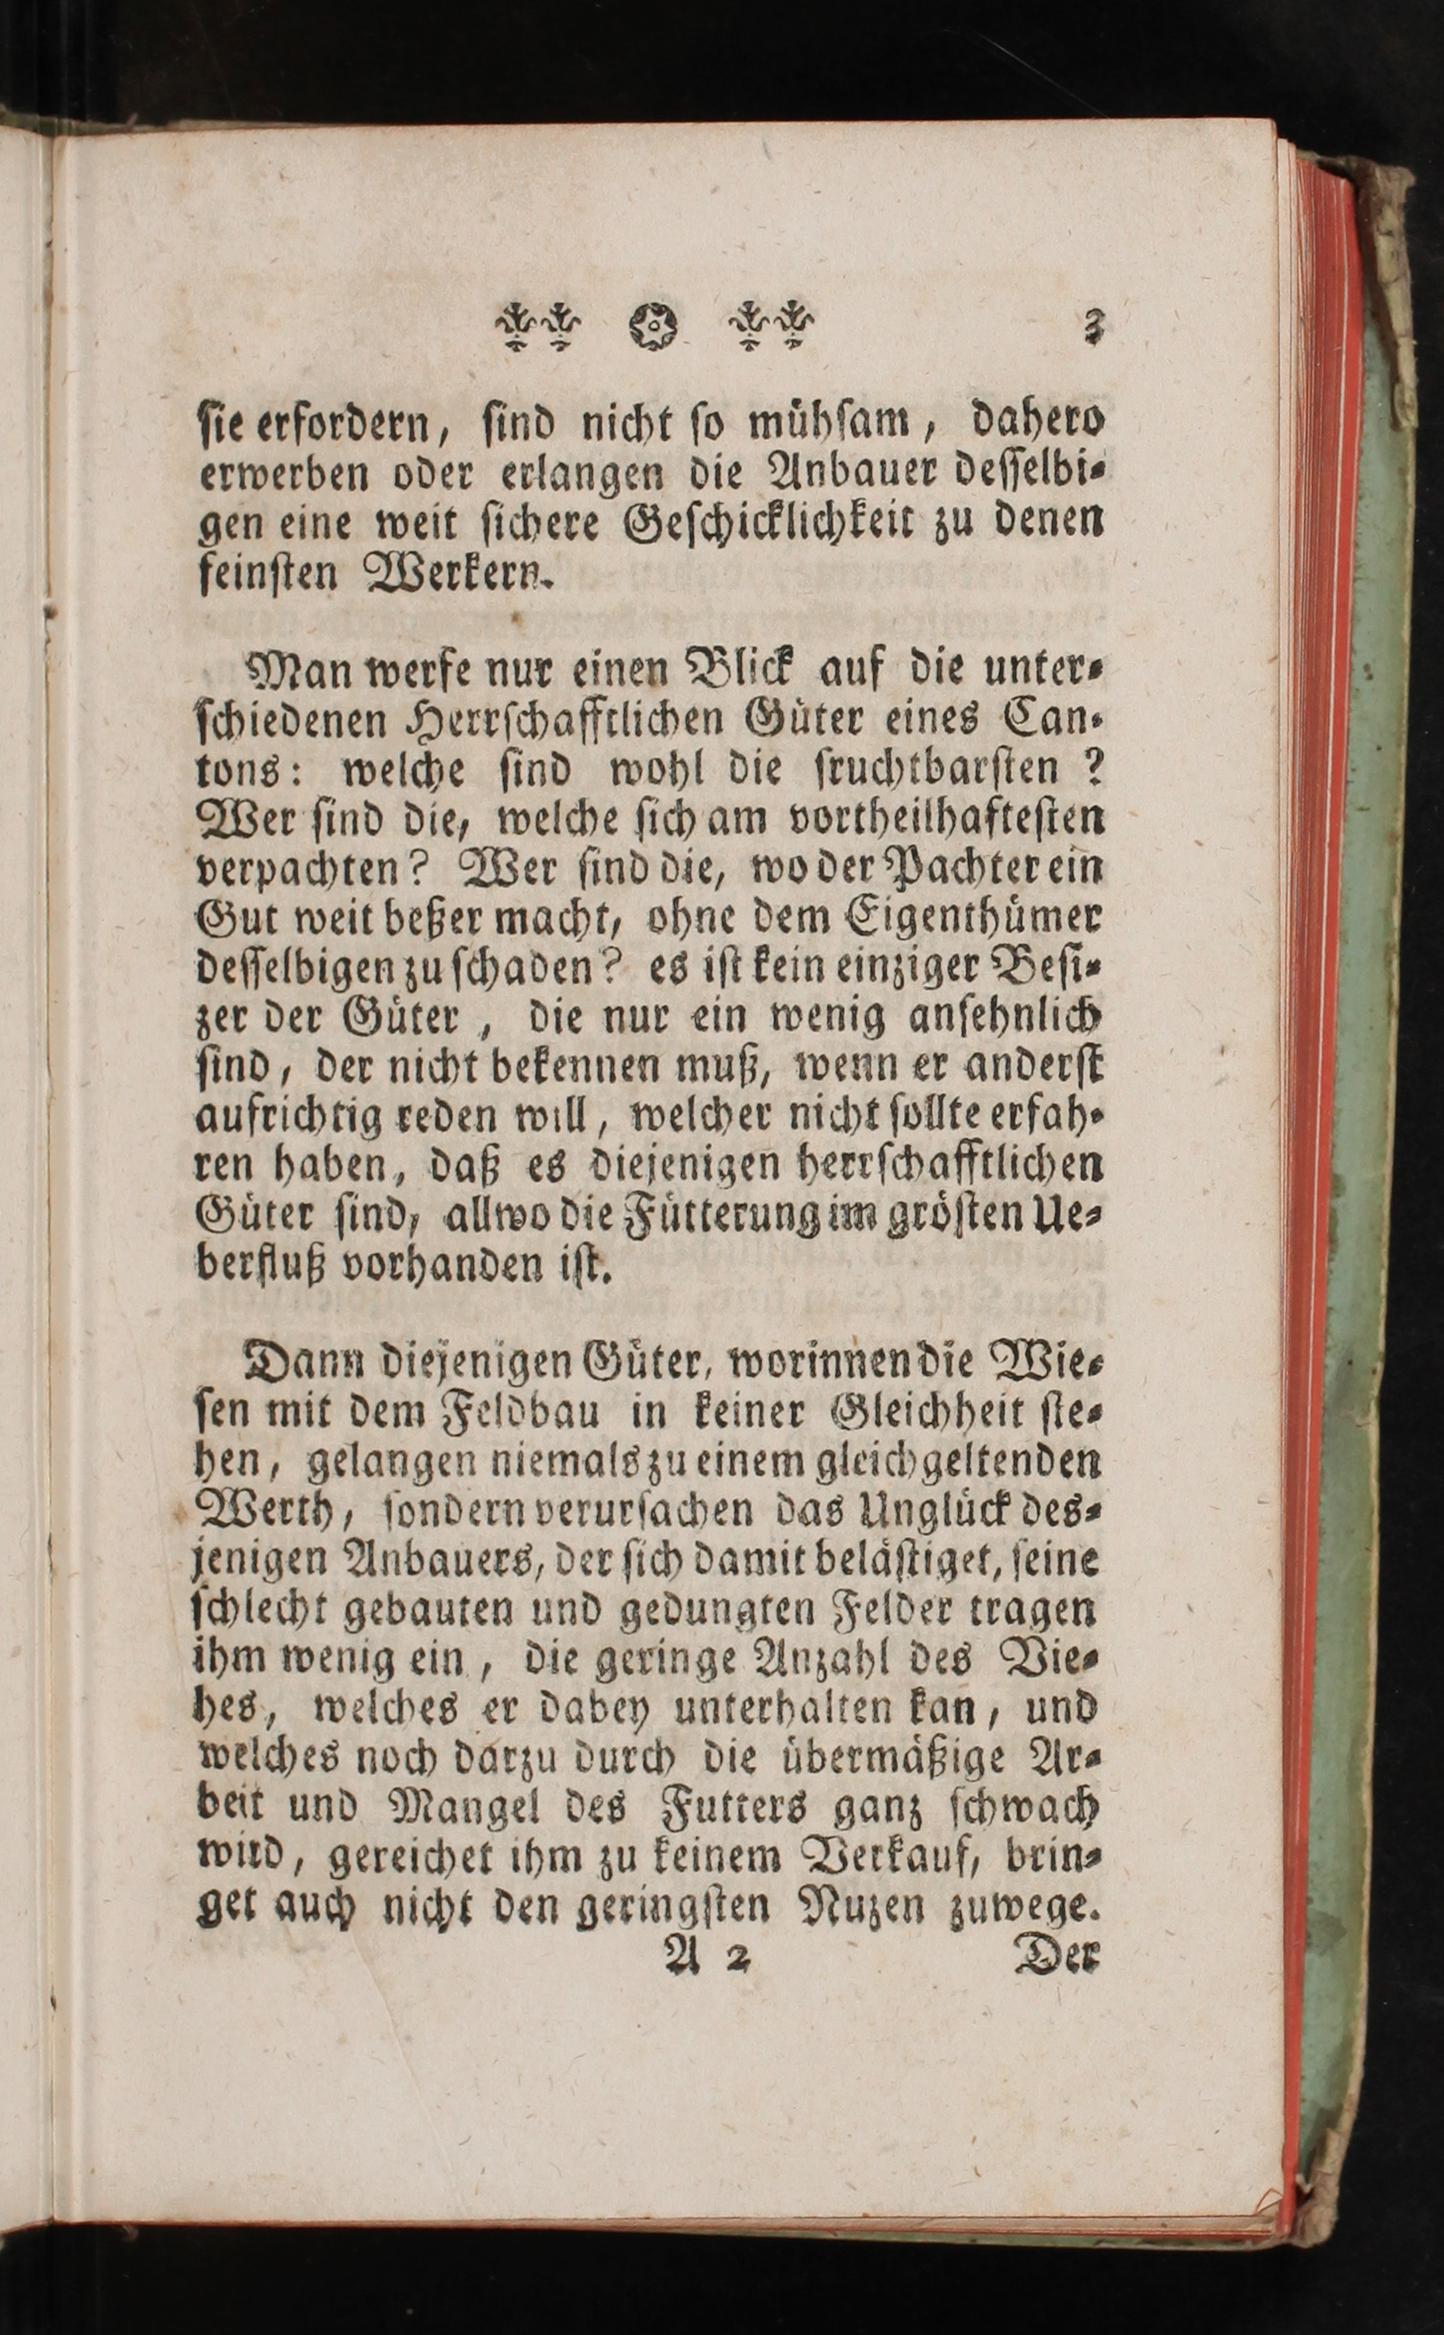 3
ſie erfordern, ſind nicht ſo mühſam, dahero
erwerben oder erlangen die Anbauer deſſelbi⸗
gen eine weit ſichere Geſchicklichkeit zu denen
feinſten Werkern.
Man werfe nur einen Blick auf die unter⸗
ſchiedenen Herrſchafftlichen Güter eines Can⸗
tons: welche ſind wohl die fruchtbarſten ?
Wer ſind die, welche ſich am vortheilhafteſten
verpachten? Wer ſind die, wo der Pachter ein
Gut weit beßer macht, ohne dem Eigenthümer
deſſelbigen zu ſchaden? es iſt kein einziger Beſi⸗
zer der Güter , die nur ein wenig anſehnlich
ſind, der nicht bekennen muß, wenn er anderſt
aufrichtig reden will, welcher nicht ſollte erfah⸗
ren haben, daß es diejenigen herrſchafftlichen
Güter ſind, allwo die Fütterung im gröſten Ue⸗
berfluß vorhanden iſt.
Dann diejenigen Güter, worinnen die Wie⸗
ſen mit dem Feldbau in keiner Gleichheit ſte⸗
hen, gelangen niemals zu einem gleichgeltenden
Werth, ſondern verurſachen das Unglück des⸗
jenigen Anbauers, der ſich damit beläſtiget, ſeine
ſchlecht gebauten und gedungten Felder tragen
ihm wenig ein, die geringe Anzahl des Vie⸗
hes, welches er dabey unterhalten kan, und
welches noch darzu durch die übermäßige Ar⸗
beit und Mangel des Futters ganz ſchwach
wird, gereichet ihm zu keinem Verkauf, brin⸗
get auch nicht den geringſten Nuzen zuwege.
A 2 Der